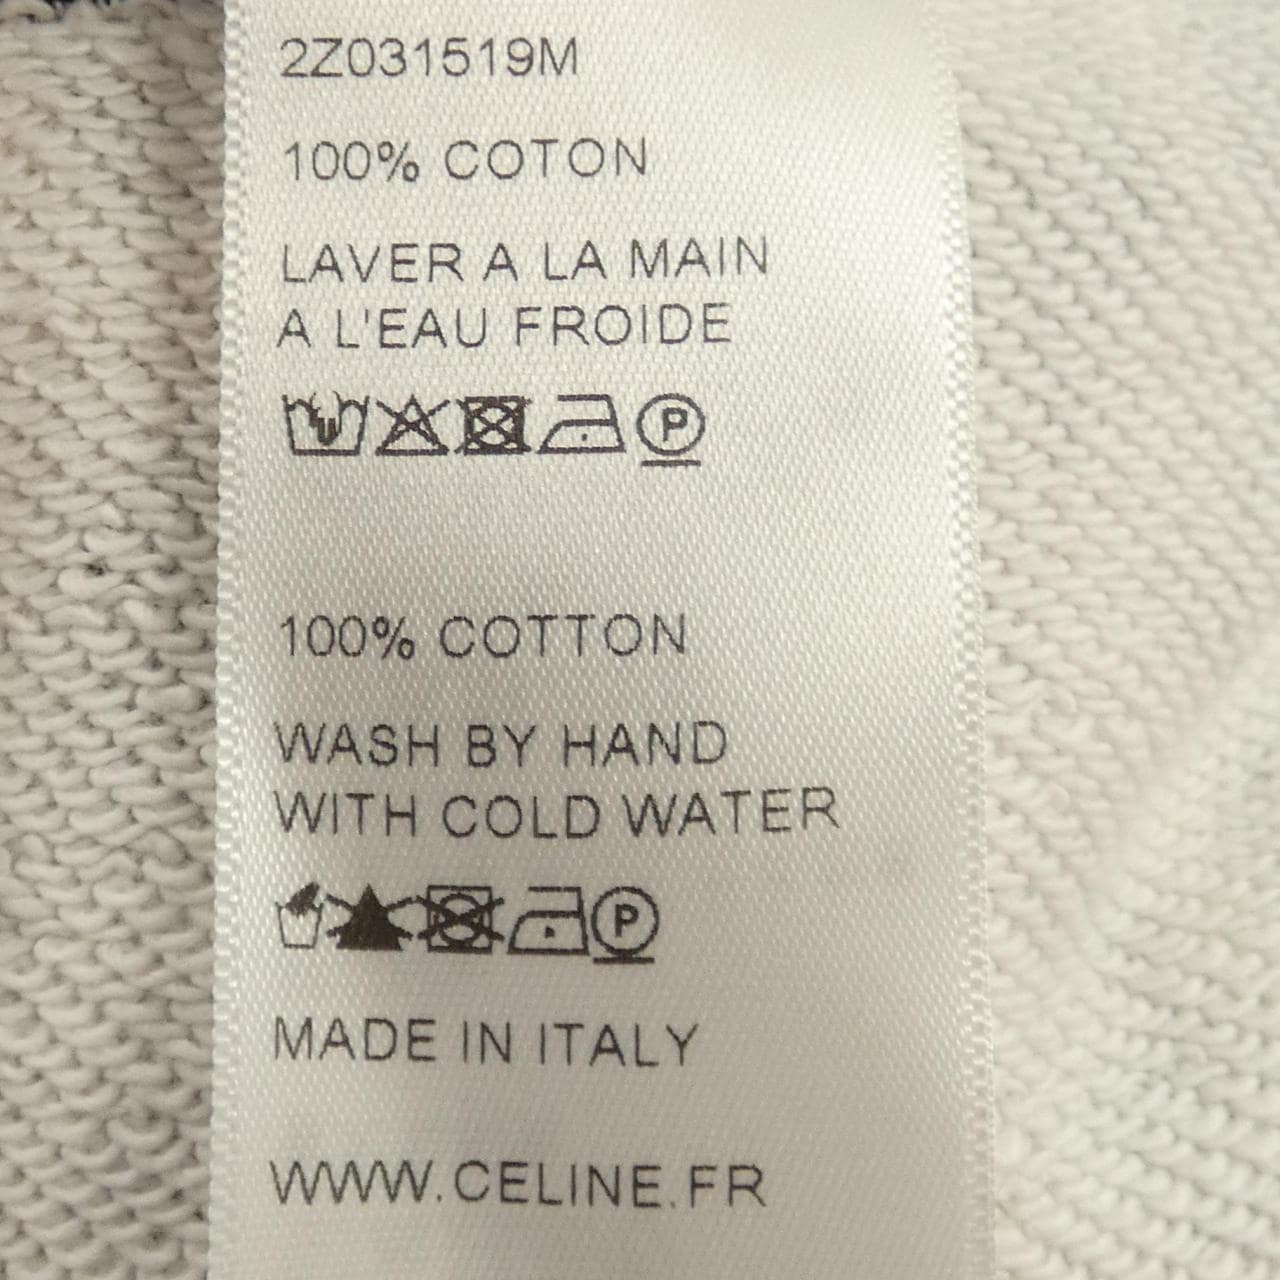 2Z031519M
100% COTON
LAVER A LA MAIN
A L'EAU FROIDE
P
100% COTTON
WASH BY HAND
WITH COLD WATER
P
MADE IN ITALY
WWW.CELINE.FR